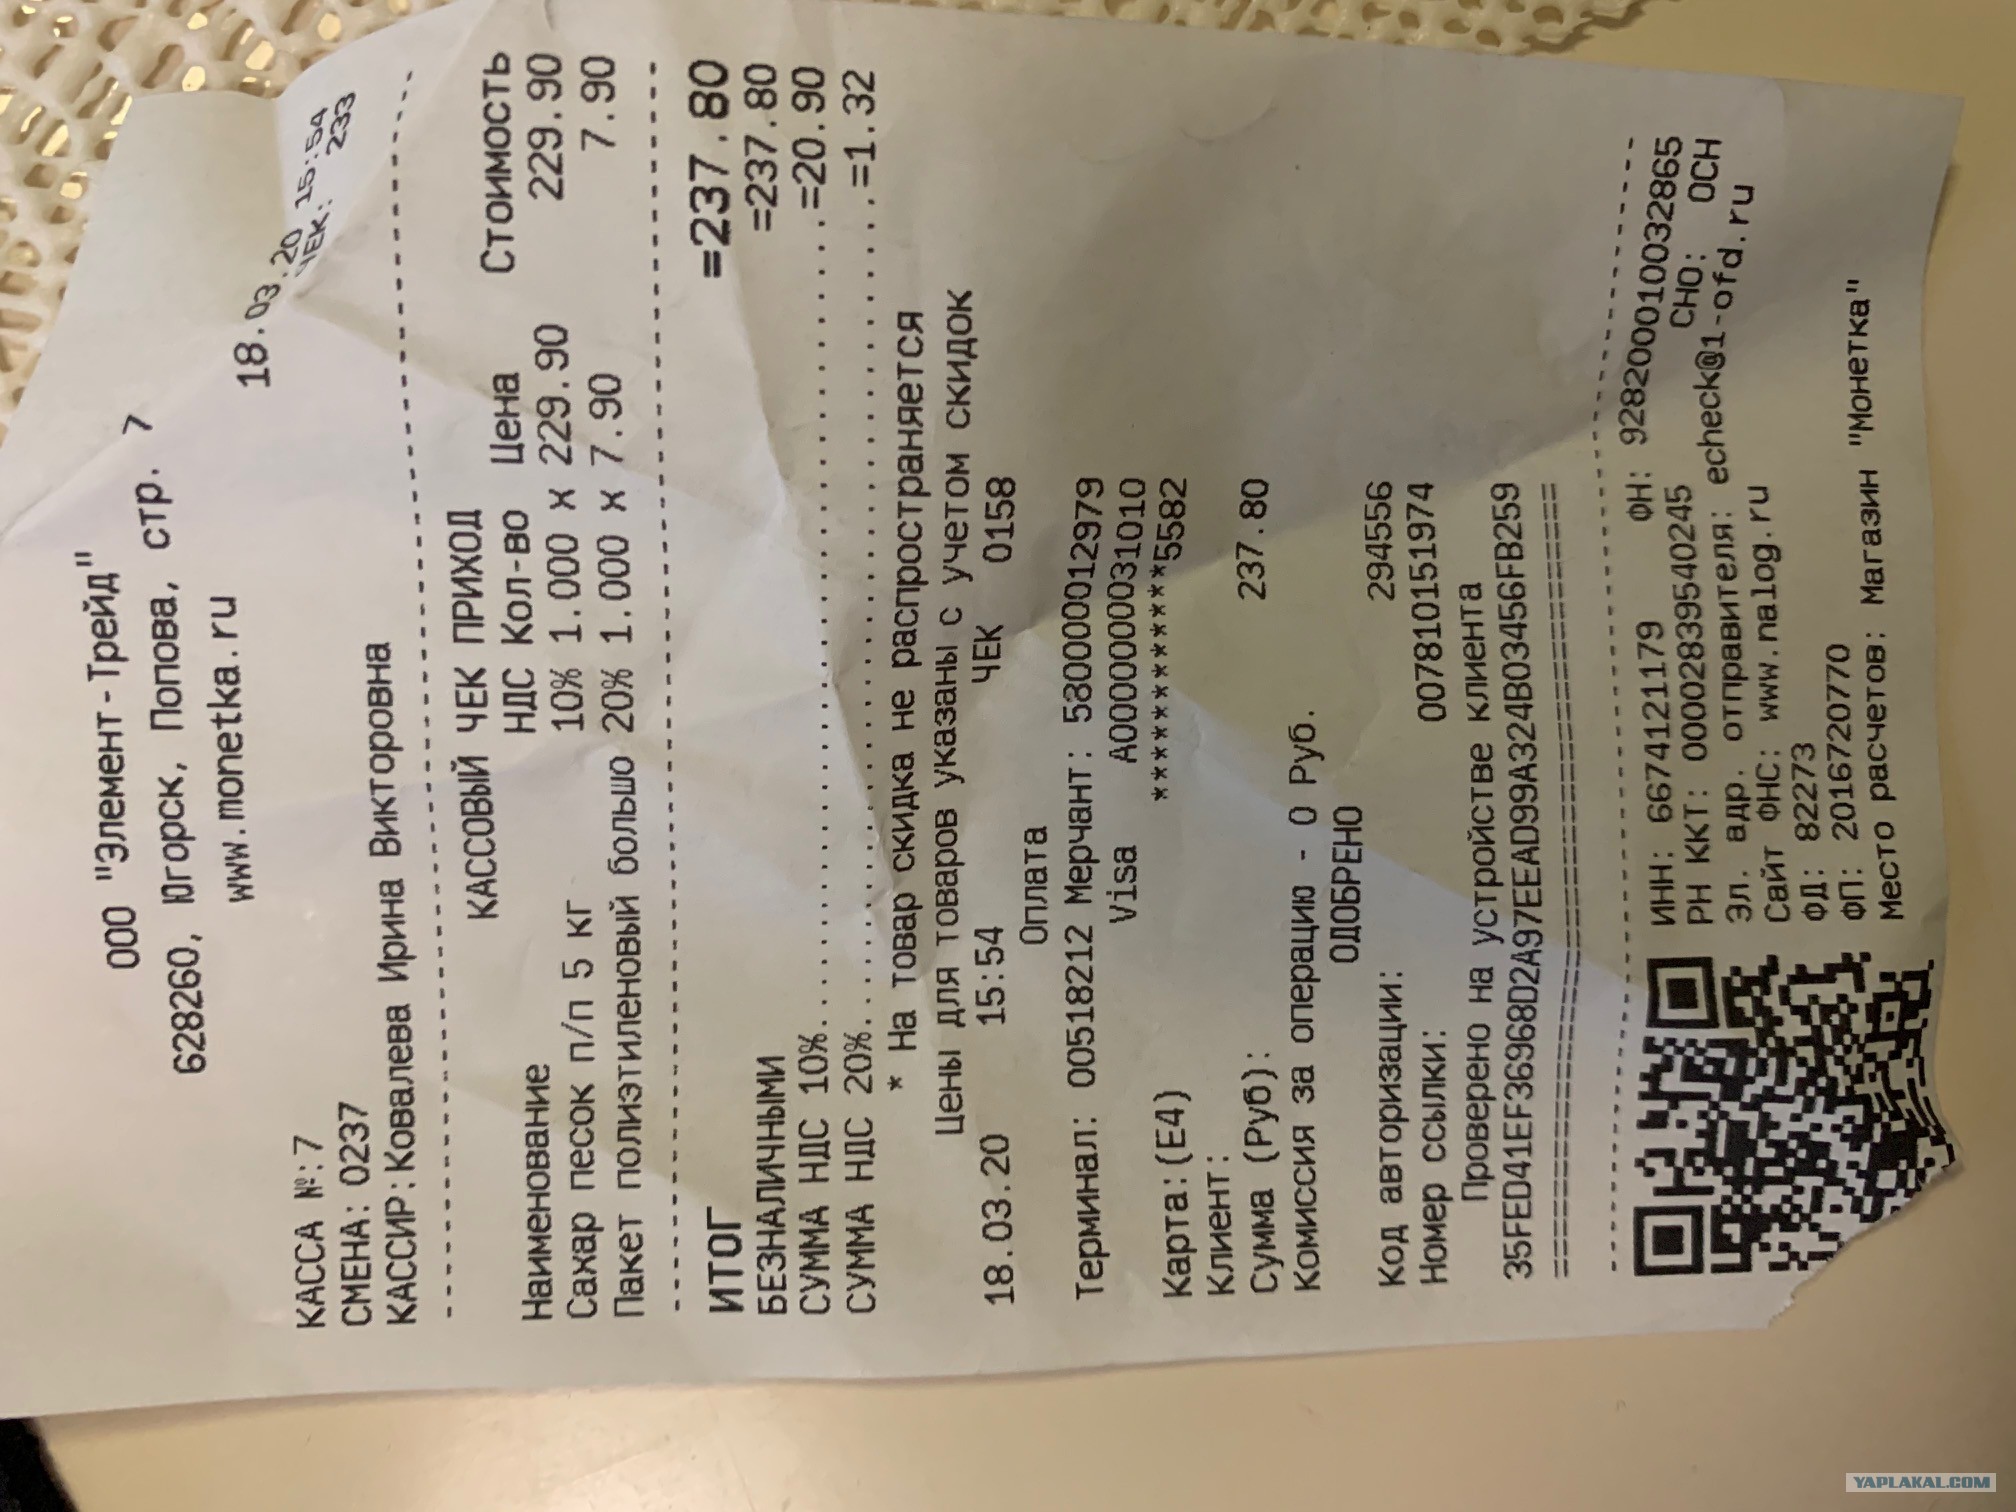 ООО "Элемент-Трейд"
628260, Югорск, Попова, стр. 7
www.monetka.ru
18.03.20 15:54
КАССА №:7 ЧЕК: 233
СМЕНА: 0237
КАССИР:Ковалева Ирина Викторовна
КАССОВЫЙ ЧЕК ПРИХОД
Наименование НДС Кол-во Цена Стоимость
Сахар песок п/п 5 кг 10% 1.000 x 229.90 229.90
Пакет полиэтиленовый большо 20% 1.000 x 7.90 7.90
ИТОГ =237.80
БЕЗНАЛИЧНЫМИ =237.80
СУММА НДС 10% =20.90
СУММА НДС 20% =1.32
* На товар скидка не распространяется
Цены для товаров указаны с учетом скидок
18.03.20 15:54 ЧЕК 0158
Оплата
Терминал: 00518212 Мерчант: 580000012979
Visa A0000000031010
Карта:(E4) ************5582
Клиент:
Сумма (Руб): 237.80
Комиссия за операцию - 0 Руб.
ОДОБРЕНО
Код авторизации: 294556
Номер ссылки: 007810151974
Проверено на устройстве клиента
35FED41EF36968D2A97EEAD99A324B03456FB259
ИНН: 6674121179 ФН: 9282000100332865
РН ККТ: 0000283954040245 СНО: ОСН
Эл. адр. отправителя: echeck@1-ofd.ru
Сайт ФНС: www.nalog.ru
ФД: 82273
ФП: 2016720770
Место расчетов: Магазин "Монетка"
YAPLAKAL.COM